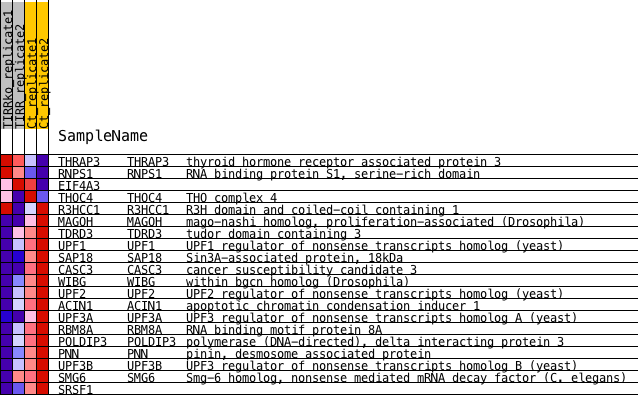 TIRRko_replicate1
TIRR_replicate2
Ct_replicate1
Ct_replicate2
SampleName
THRAP3 THRAP3 thyroid hormone receptor associated protein 3
RNPS1 RNPS1 RNA binding protein S1, serine-rich domain
EIF4A3
THOC4 THOC4 THO complex 4
R3HCC1 R3HCC1 R3H domain and coiled-coil containing 1
MAGOH MAGOH mago-nashi homolog, proliferation-associated (Drosophila)
TDRD3 TDRD3 tudor domain containing 3
UPF1 UPF1 UPF1 regulator of nonsense transcripts homolog (yeast)
SAP18 SAP18 Sin3A-associated protein, 18kDa
CASC3 CASC3 cancer susceptibility candidate 3
WIBG WIBG within bgcn homolog (Drosophila)
UPF2 UPF2 UPF2 regulator of nonsense transcripts homolog (yeast)
ACIN1 ACIN1 apoptotic chromatin condensation inducer 1
UPF3A UPF3A UPF3 regulator of nonsense transcripts homolog A (yeast)
RBM8A RBM8A RNA binding motif protein 8A
POLDIP3 POLDIP3 polymerase (DNA-directed), delta interacting protein 3
PNN PNN pinin, desmosome associated protein
UPF3B UPF3B UPF3 regulator of nonsense transcripts homolog B (yeast)
SMG6 SMG6 Smg-6 homolog, nonsense mediated mRNA decay factor (C. elegans)
SRSF1